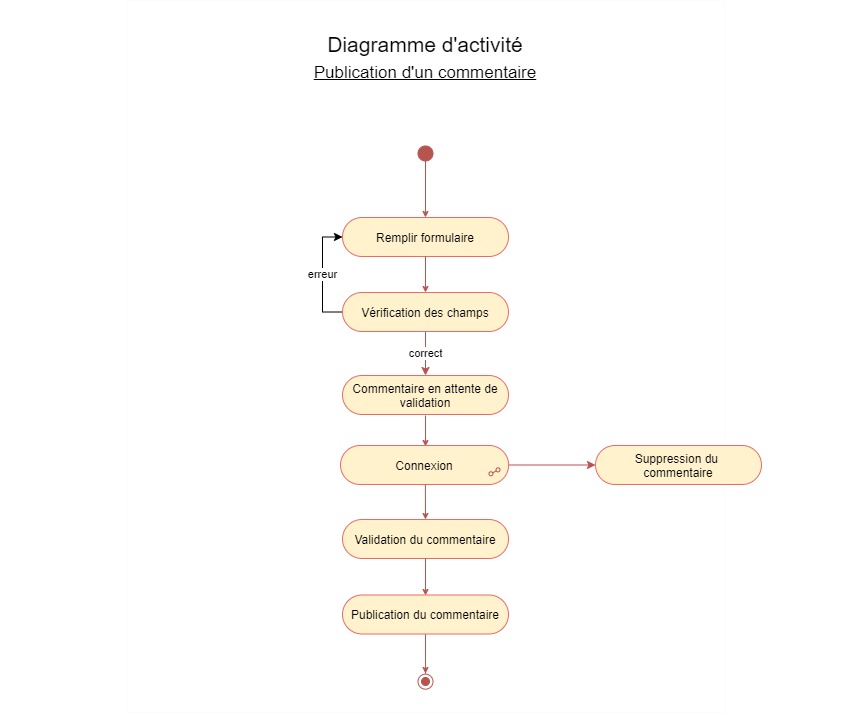 Diagramme d'activité
Publication d'un commentaire
Remplir formulaire
erreur
Vérification des champs
correct
Commentaire en attente de
validation
Connexion
Suppression du
commentaire
Validation du commentaire
Publication du commentaire